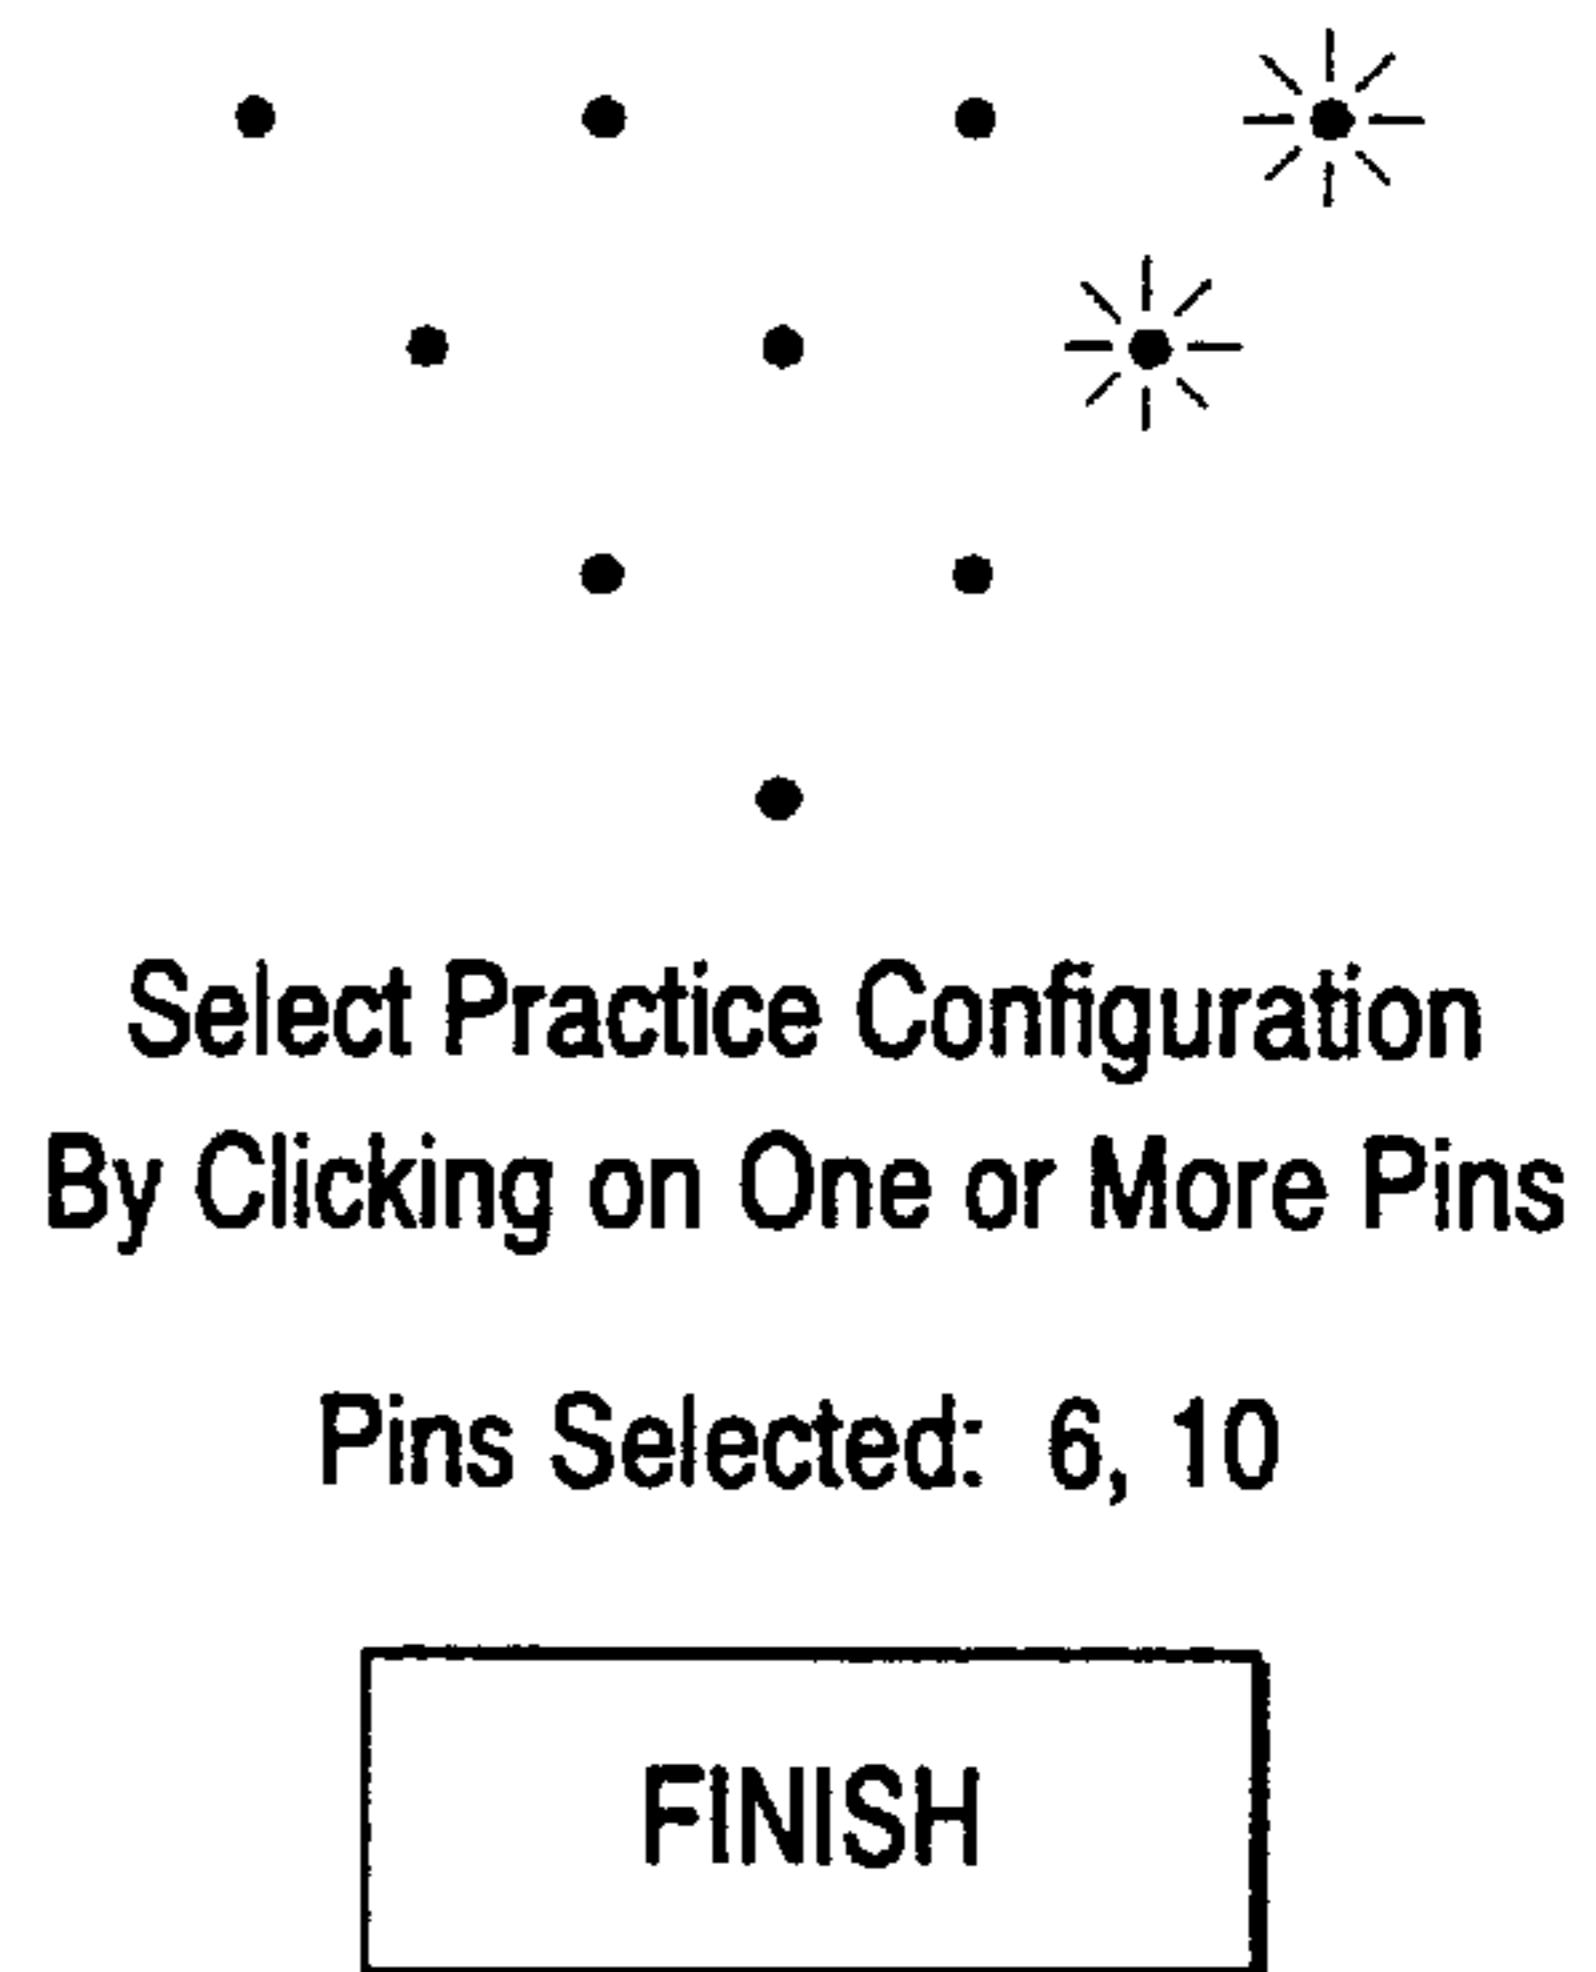 Select Practice Configuration
By Clicking on One or More Pins
Pins Selected: 6, 10
FINISH